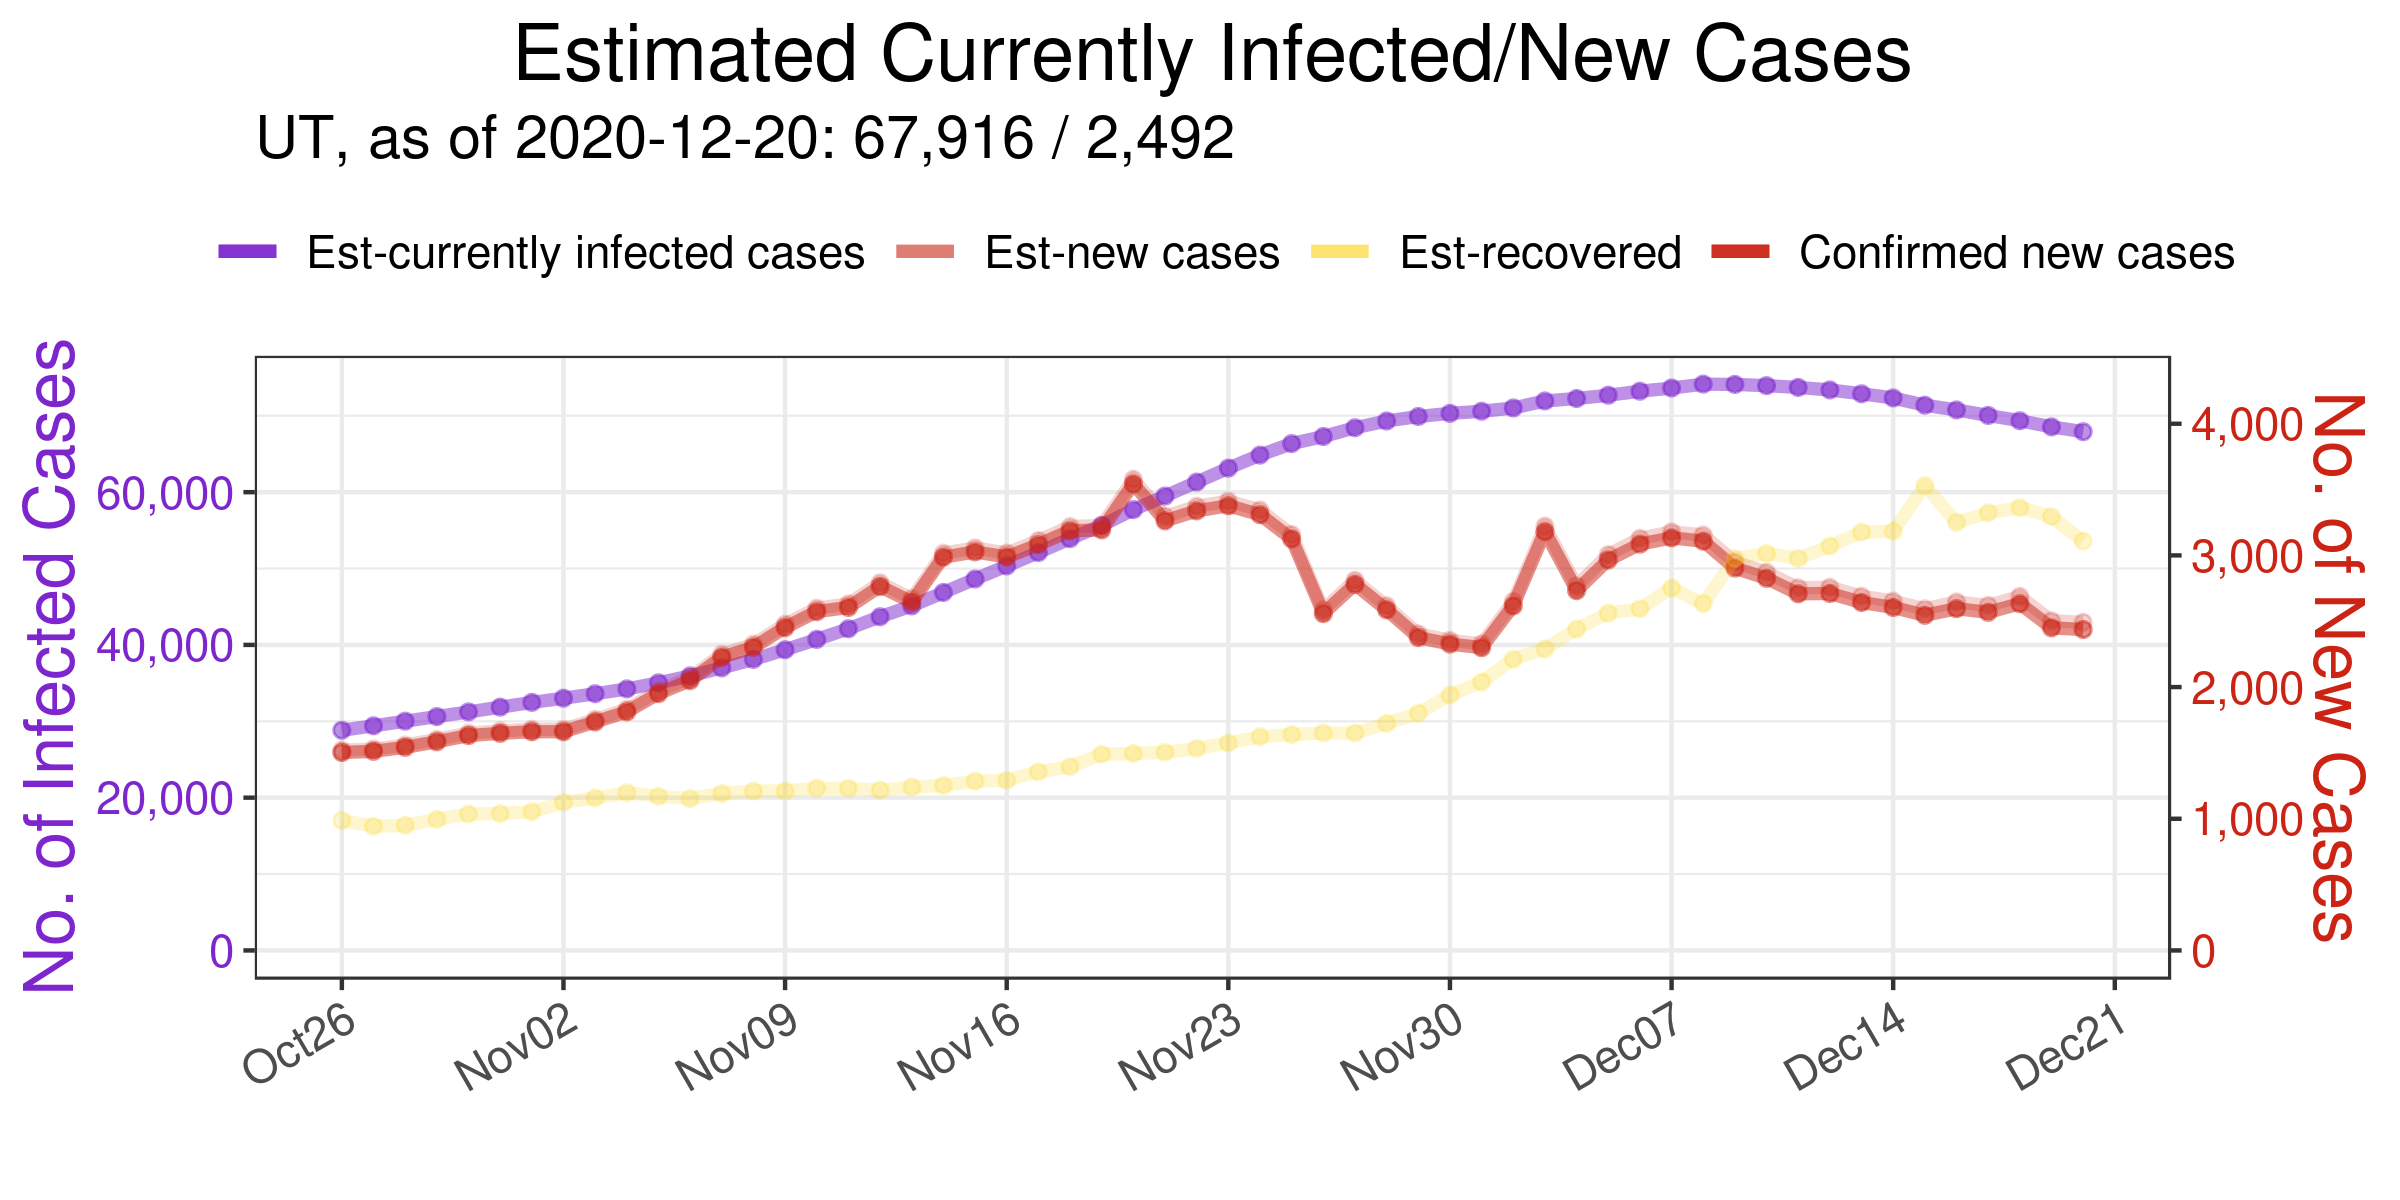 Estimated Currently Infected/New Cases
UT, as of 2020-12-20: 67,916 / 2,492
Est-currently infected cases Est-new cases Est-recovered Confirmed new cases
No. of Infected Cases
60,000
40,000
20,000
0
4,000
3,000
2,000
1,000
0
No. of New Cases
Oct26 Nov02 Nov09 Nov16 Nov23 Nov30 Dec07 Dec14 Dec21